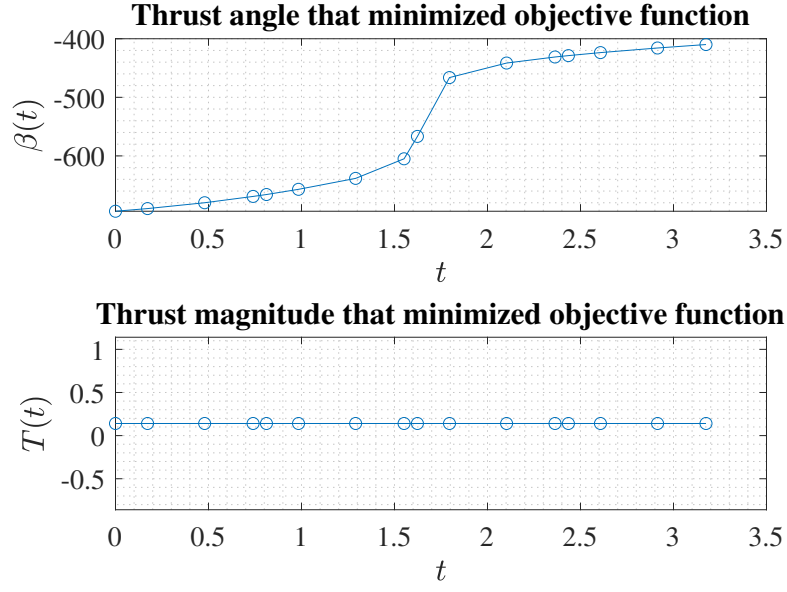 Thrust angle that minimized objective function
-400
-500
-600
β(t)
0 0.5 1 1.5 2 2.5 3 3.5
t
Thrust magnitude that minimized objective function
1
0.5
0
-0.5
T(t)
0 0.5 1 1.5 2 2.5 3 3.5
t